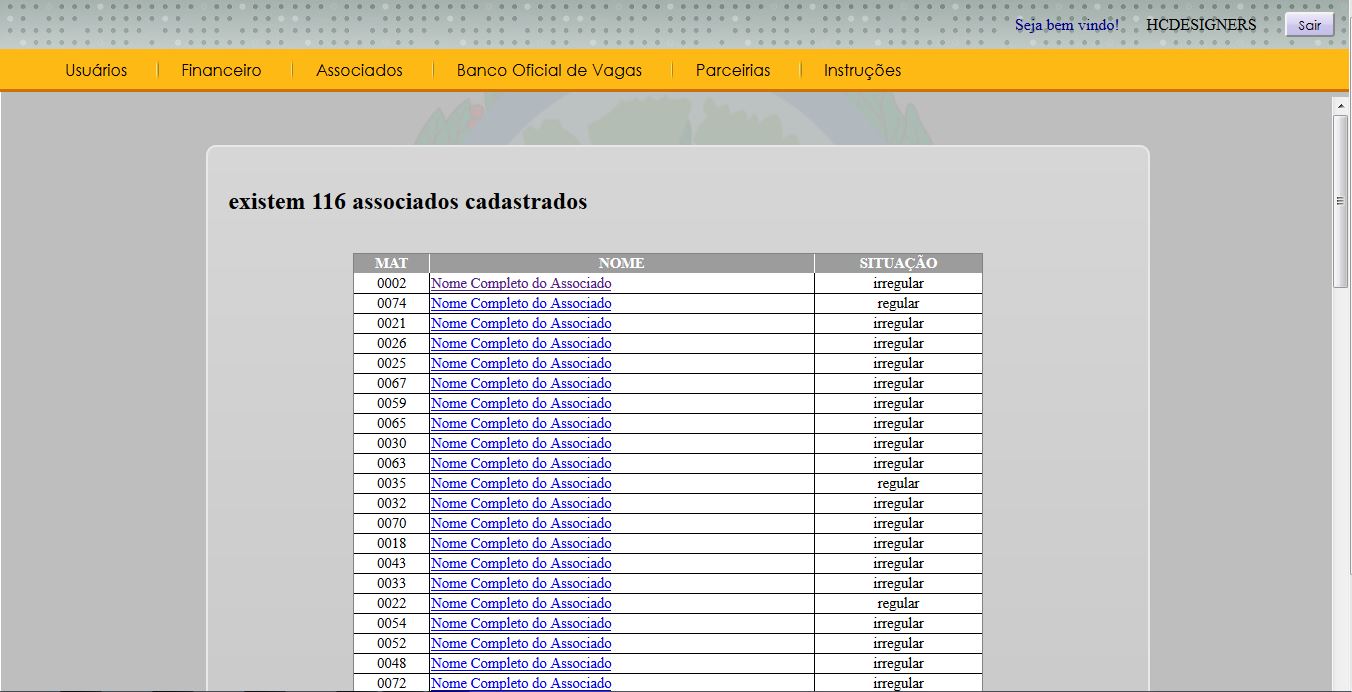 Seja bem vindo! HCDESIGNERS Sair
Usuários Financeiro Associados Banco Oficial de Vagas Parceirias Instruções
existem 116 associados cadastrados
MAT NOME SITUAÇÃO
0002 Nome Completo do Associado irregular
0074 Nome Completo do Associado regular
0021 Nome Completo do Associado irregular
0026 Nome Completo do Associado irregular
0025 Nome Completo do Associado irregular
0067 Nome Completo do Associado irregular
0059 Nome Completo do Associado irregular
0065 Nome Completo do Associado irregular
0030 Nome Completo do Associado irregular
0063 Nome Completo do Associado irregular
0035 Nome Completo do Associado regular
0032 Nome Completo do Associado irregular
0070 Nome Completo do Associado irregular
0018 Nome Completo do Associado irregular
0043 Nome Completo do Associado irregular
0033 Nome Completo do Associado irregular
0022 Nome Completo do Associado regular
0054 Nome Completo do Associado irregular
0052 Nome Completo do Associado irregular
0048 Nome Completo do Associado irregular
0072 Nome Completo do Associado irregular